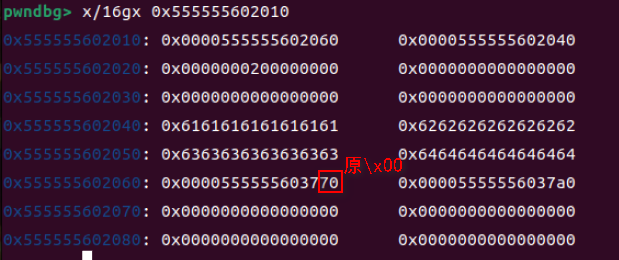 pwndbg> x/16gx 0x555555602010
0x555555602010: 0x0000555555602060 0x0000555555602040
0x555555602020: 0x0000000200000000 0x0000000000000000
0x555555602030: 0x0000000000000000 0x0000000000000000
0x555555602040: 0x6161616161616161 0x6262626262626262
0x555555602050: 0x6363636363636363 0x6464646464646464
原\x00
0x555555602060: 0x0000555555603770 0x00005555556037a0
0x555555602070: 0x0000000000000000 0x0000000000000000
0x555555602080: 0x0000000000000000 0x0000000000000000